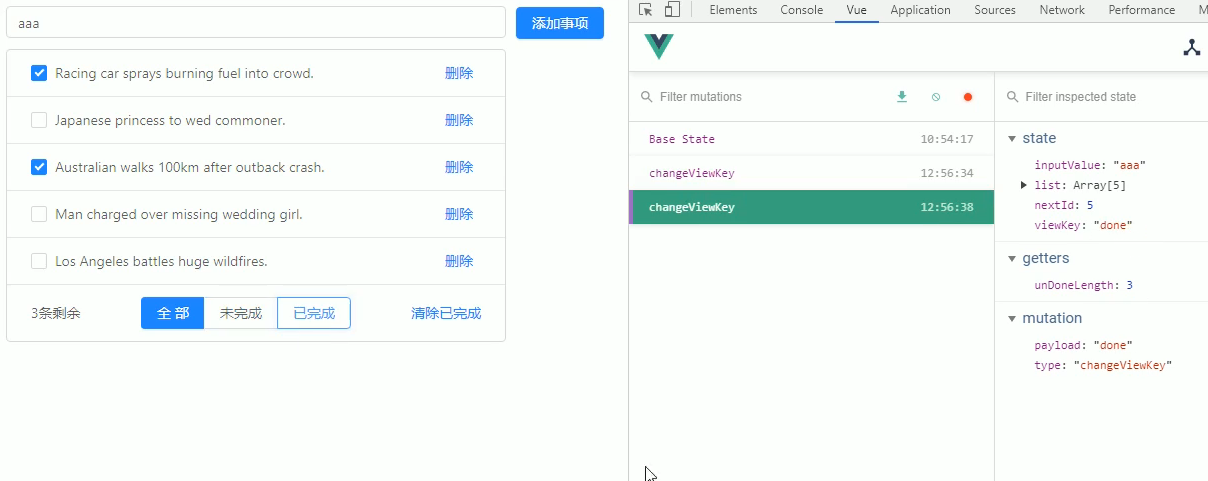 aaa 添加事项
Racing car sprays burning fuel into crowd. 删除
Japanese princess to wed commoner. 删除
Australian walks 100km after outback crash. 删除
Man charged over missing wedding girl. 删除
Los Angeles battles huge wildfires. 删除
3条剩余 全 部 未完成 已完成 清除已完成
Elements Console Vue Application Sources Network Performance M
Filter mutations
Base State 10:54:17
changeViewKey 12:56:34
changeViewKey 12:56:38
Filter inspected state
state
inputValue: "aaa"
list: Array[5]
nextId: 5
viewKey: "done"
getters
unDoneLength: 3
mutation
payload: "done"
type: "changeViewKey"